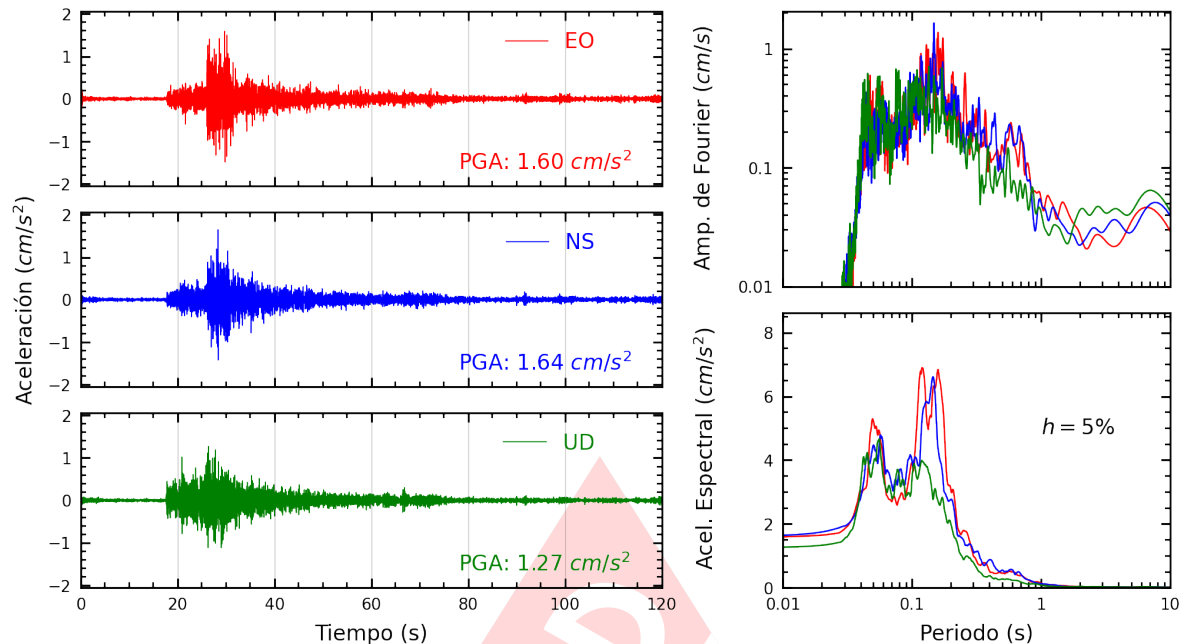 Aceleración (cm/s²)
2
1
0
−1
−2
EO
PGA: 1.60 cm/s²
2
1
0
−1
−2
NS
PGA: 1.64 cm/s²
2
1
0
−1
−2
UD
PGA: 1.27 cm/s²
0 20 40 60 80 100 120
Tiempo (s)
Amp. de Fourier (cm/s)
1
0.1
0.01
Acel. Espectral (cm/s²)
8
6
4
2
0
h = 5%
0.01 0.1 1 10
Periodo (s)